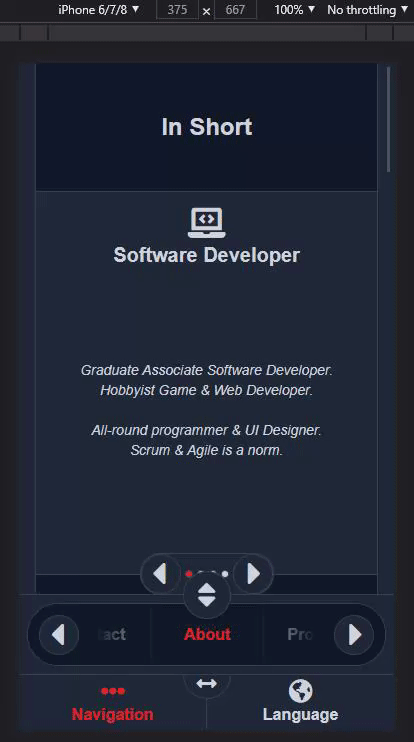 iPhone 6/7/8 ▼ 375 × 667 100% ▼ No throttling ▼
In Short
Software Developer
Graduate Associate Software Developer.
Hobbyist Game & Web Developer.
All-round programmer & UI Designer.
Scrum & Agile is a norm.
tact About Pro
Navigation Language